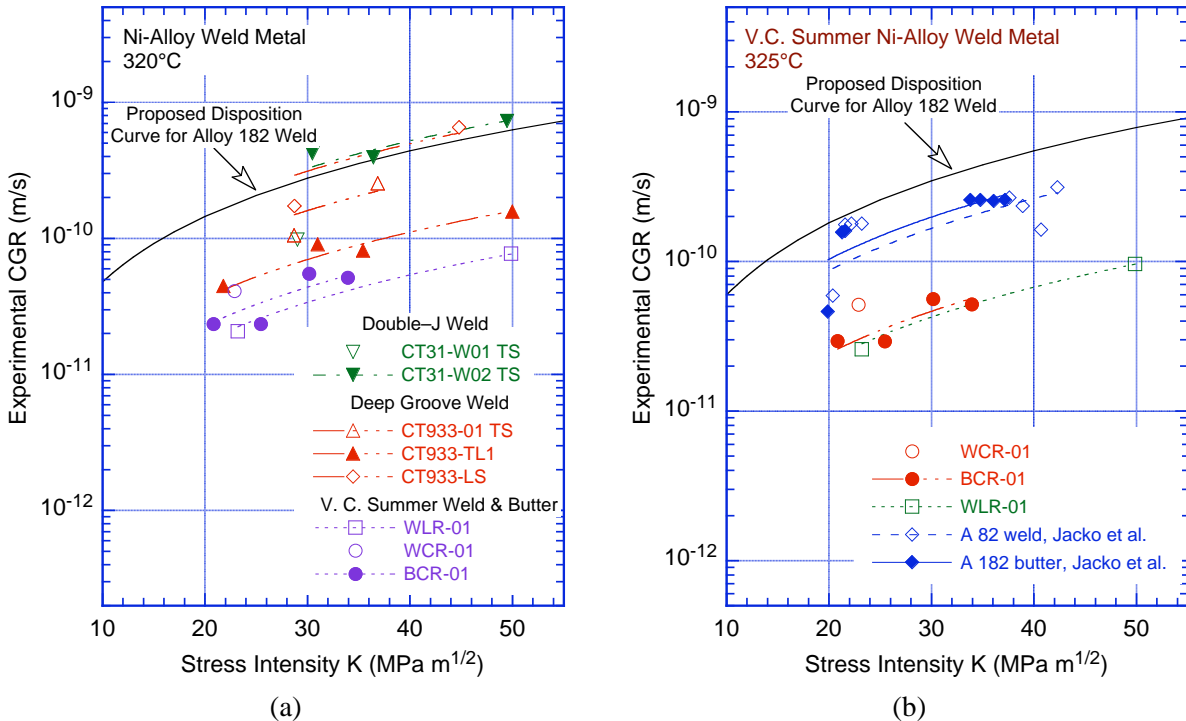 Ni-Alloy Weld Metal
320°C
Proposed Disposition
Curve for Alloy 182 Weld
Experimental CGR (m/s)
10^-9
10^-10
10^-11
10^-12
Double–J Weld
CT31-W01 TS
CT31-W02 TS
Deep Groove Weld
CT933-01 TS
CT933-TL1
CT933-LS
V. C. Summer Weld & Butter
WLR-01
WCR-01
BCR-01
10 20 30 40 50
Stress Intensity K (MPa m^1/2)
(a)
V.C. Summer Ni-Alloy Weld Metal
325°C
Proposed Disposition
Curve for Alloy 182 Weld
Experimental CGR (m/s)
10^-9
10^-10
10^-11
10^-12
WCR-01
BCR-01
WLR-01
A 82 weld, Jacko et al.
A 182 butter, Jacko et al.
10 20 30 40 50
Stress Intensity K (MPa m^1/2)
(b)